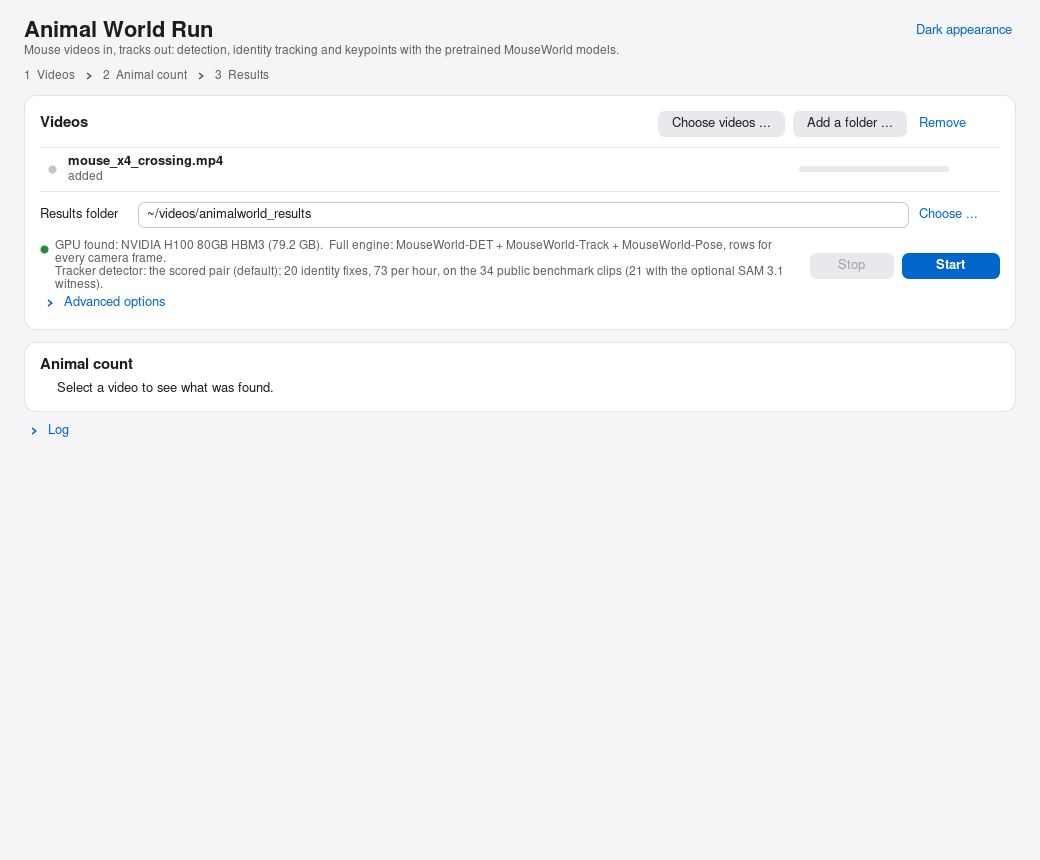 Animal World Run
Dark appearance
Mouse videos in, tracks out: detection, identity tracking and keypoints with the pretrained MouseWorld models.
1 Videos › 2 Animal count › 3 Results
Videos
Choose videos ...
Add a folder ...
Remove
mouse_x4_crossing.mp4
added
Results folder
~/videos/animalworld_results
Choose ...
GPU found: NVIDIA H100 80GB HBM3 (79.2 GB). Full engine: MouseWorld-DET + MouseWorld-Track + MouseWorld-Pose, rows for
every camera frame.
Tracker detector: the scored pair (default): 20 identity fixes, 73 per hour, on the 34 public benchmark clips (21 with the optional SAM 3.1
witness).
Stop
Start
› Advanced options
Animal count
Select a video to see what was found.
› Log